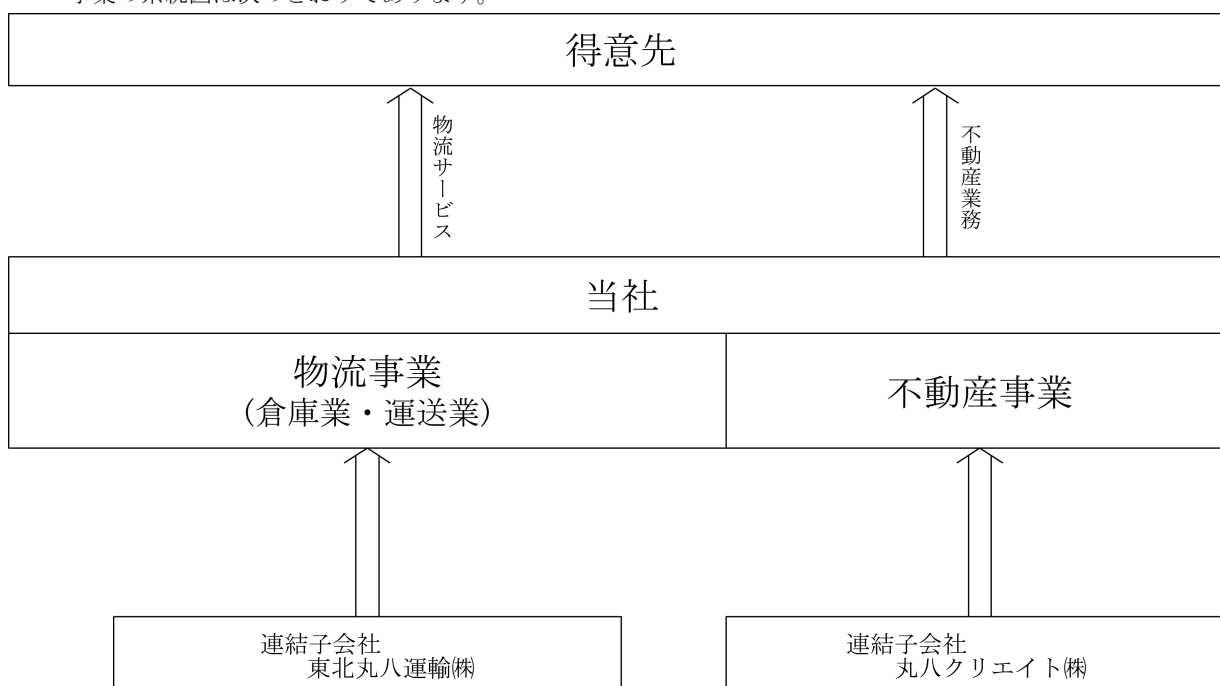 事業の系統図は次のとおりであります。
得意先
物流サービス
不動産業務
当社
物流事業
(倉庫業・運送業)
不動産事業
連結子会社
東北丸八運輸㈱
連結子会社
丸八クリエイト㈱